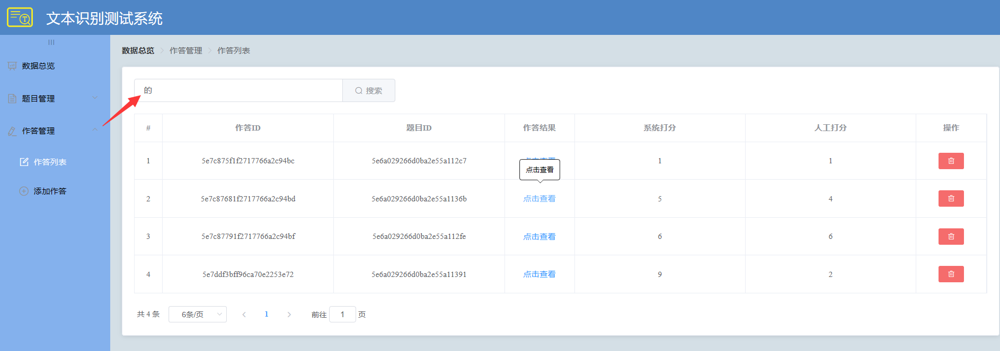 文本识别测试系统
数据总览
题目管理
作答管理
作答列表
添加作答
数据总览 > 作答管理 > 作答列表
的 搜索
# 作答ID 题目ID 作答结果 系统打分 人工打分 操作
1 5e7c875f1f2717766a2c94bc 5e6a029266d0ba2e55a112c7 点击查看 1 1
点击查看
2 5e7c87681f2717766a2c94bd 5e6a029266d0ba2e55a1136b 点击查看 5 4
3 5e7c87791f2717766a2c94bf 5e6a029266d0ba2e55a112fe 点击查看 6 6
4 5e7ddf3bff96ca70e2253e72 5e6a029266d0ba2e55a11391 点击查看 9 2
共 4 条 6条/页 < 1 > 前往 1 页